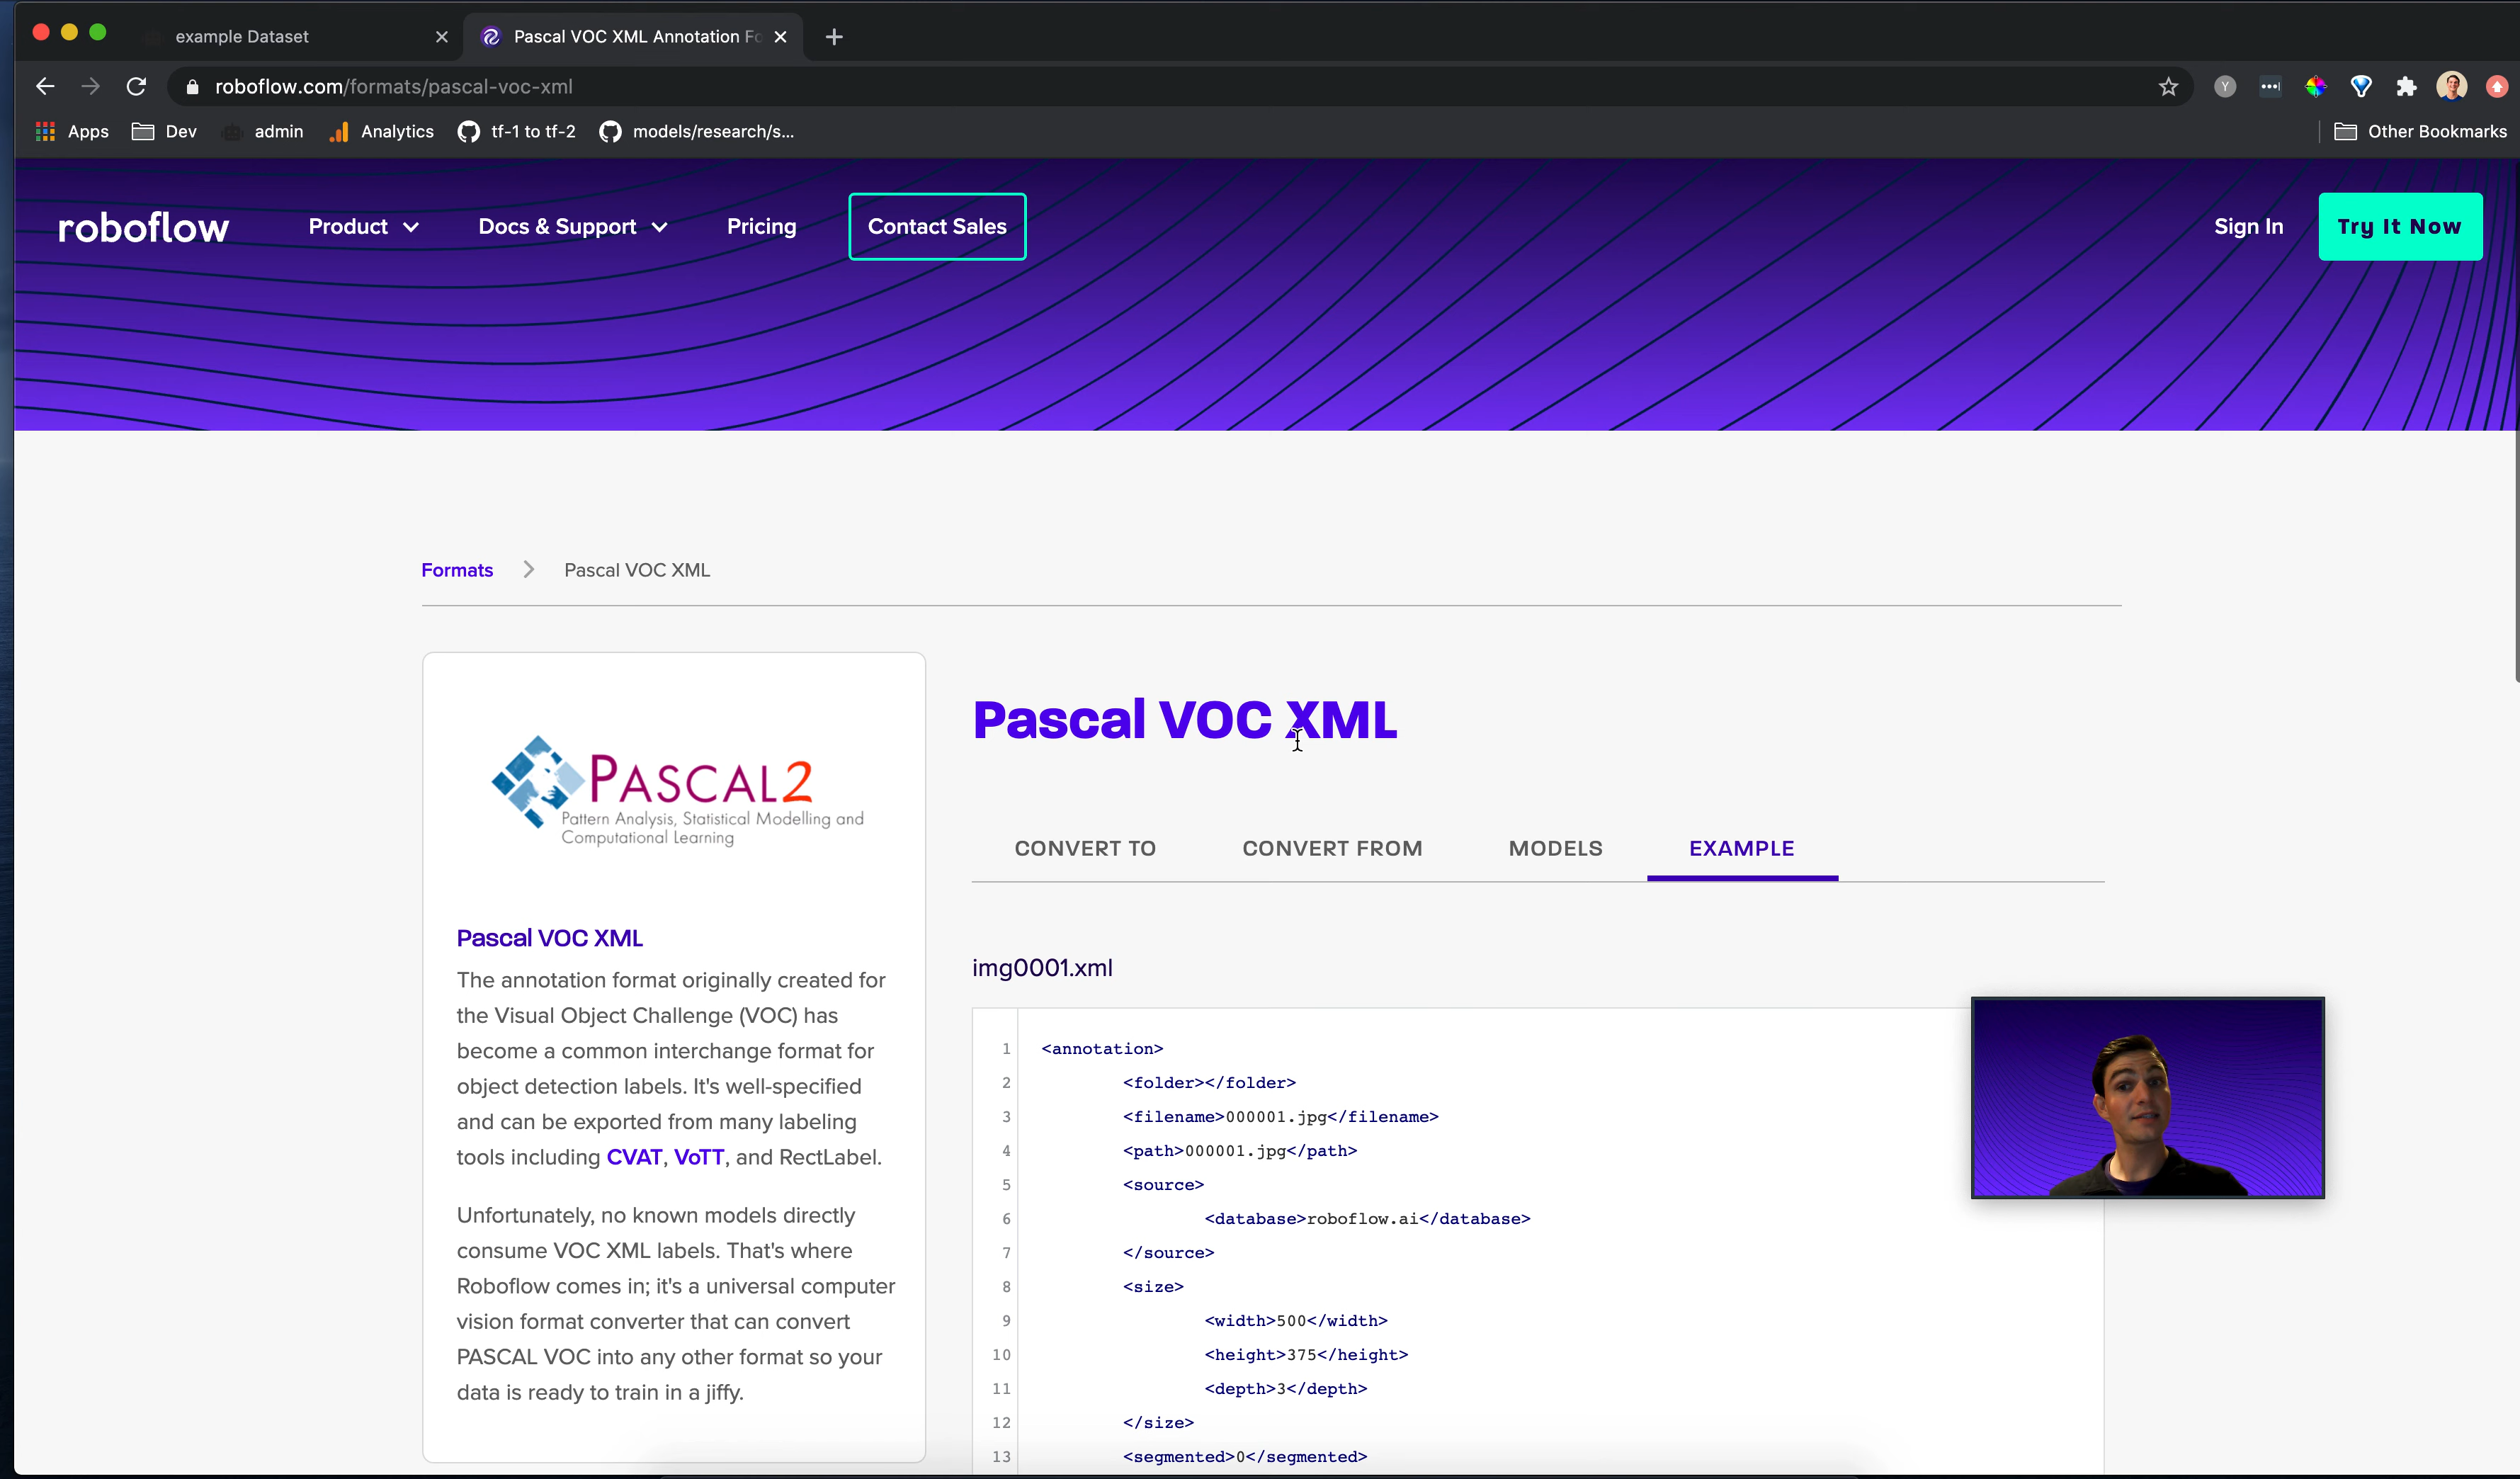 example Dataset
Pascal VOC XML Annotation Fo
roboflow.com/formats/pascal-voc-xml
Y
Apps
Dev
admin
Analytics
tf-1 to tf-2
models/research/s...
Other Bookmarks
roboflow
Product
Docs & Support
Pricing
Contact Sales
Sign In
Try It Now
Formats
Pascal VOC XML
PASCAL2
Pattern Analysis, Statistical Modelling and
Computational Learning
Pascal VOC XML
The annotation format originally created for
the Visual Object Challenge (VOC) has
become a common interchange format for
object detection labels. It's well-specified
and can be exported from many labeling
tools including CVAT, VoTT, and RectLabel.
Unfortunately, no known models directly
consume VOC XML labels. That's where
Roboflow comes in; it's a universal computer
vision format converter that can convert
PASCAL VOC into any other format so your
data is ready to train in a jiffy.
Pascal VOC XML
CONVERT TO
CONVERT FROM
MODELS
EXAMPLE
img0001.xml
1 <annotation>
2 <folder></folder>
3 <filename>000001.jpg</filename>
4 <path>000001.jpg</path>
5 <source>
6 <database>roboflow.ai</database>
7 </source>
8 <size>
9 <width>500</width>
10 <height>375</height>
11 <depth>3</depth>
12 </size>
13 <segmented>0</segmented>